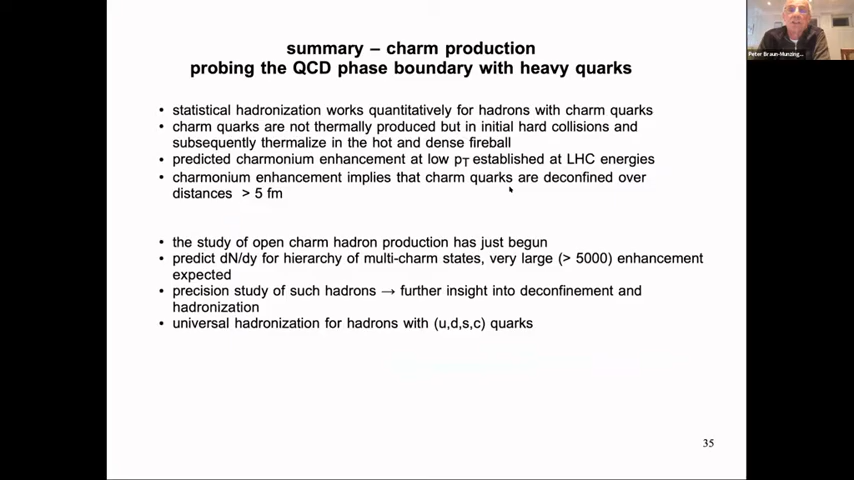 summary – charm production
probing the QCD phase boundary with heavy quarks
• statistical hadronization works quantitatively for hadrons with charm quarks
• charm quarks are not thermally produced but in initial hard collisions and
subsequently thermalize in the hot and dense fireball
• predicted charmonium enhancement at low pT established at LHC energies
• charmonium enhancement implies that charm quarks are deconfined over
distances > 5 fm
• the study of open charm hadron production has just begun
• predict dN/dy for hierarchy of multi-charm states, very large (> 5000) enhancement
expected
• precision study of such hadrons → further insight into deconfinement and
hadronization
• universal hadronization for hadrons with (u,d,s,c) quarks
35
Peter Braun-Munzing...